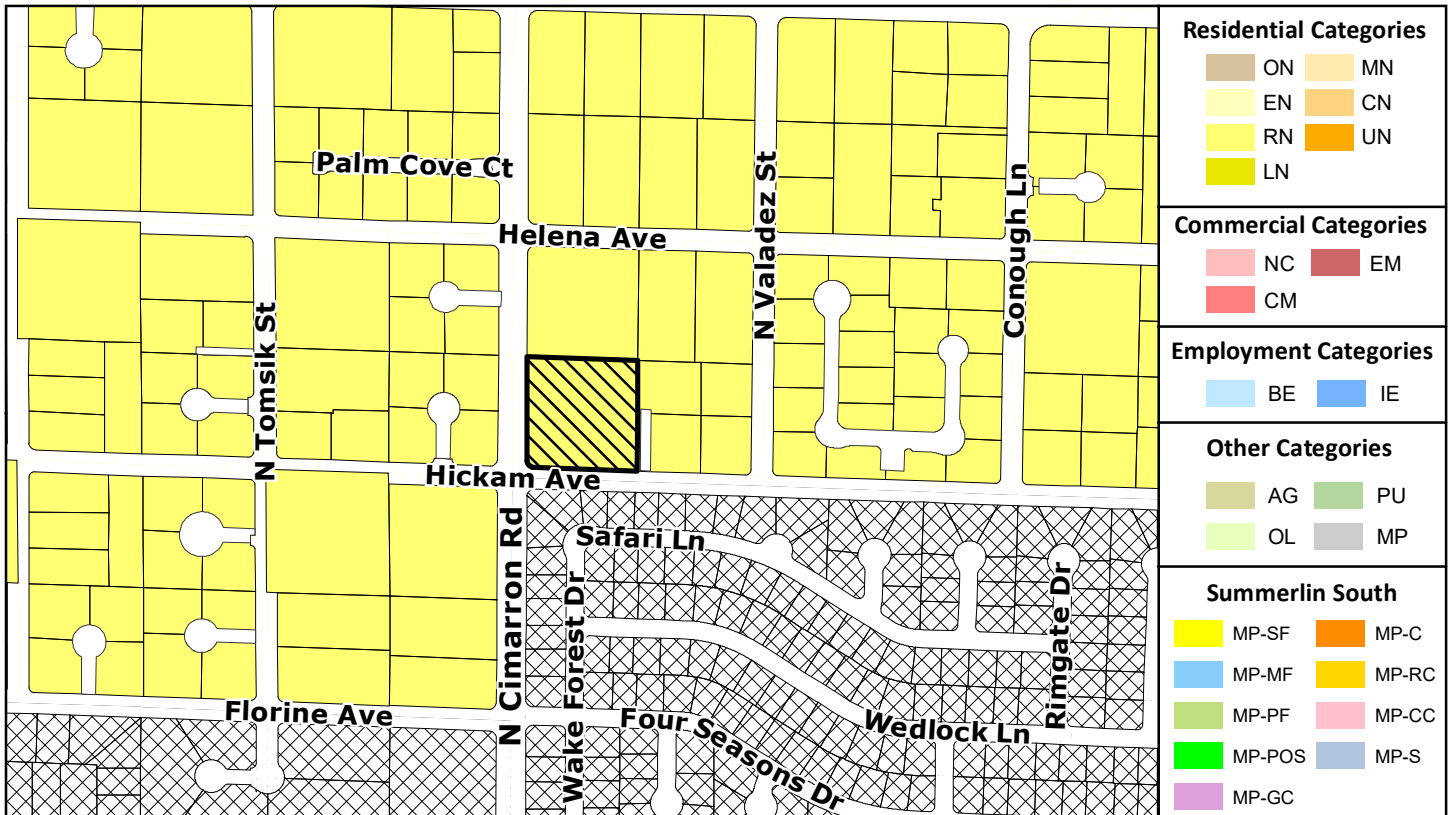 Palm Cove Ct
Helena Ave
N Valadez St
Conough Ln
N Tomsik St
Hickam Ave
Safari Ln
N Cimarron Rd
Wake Forest Dr
Rimgate Dr
Florine Ave
Four Seasons Dr
Wedlock Ln
Residential Categories
ON MN
EN CN
RN UN
LN
Commercial Categories
NC EM
CM
Employment Categories
BE IE
Other Categories
AG PU
OL MP
Summerlin South
MP-SF MP-C
MP-MF MP-RC
MP-PF MP-CC
MP-POS MP-S
MP-GC